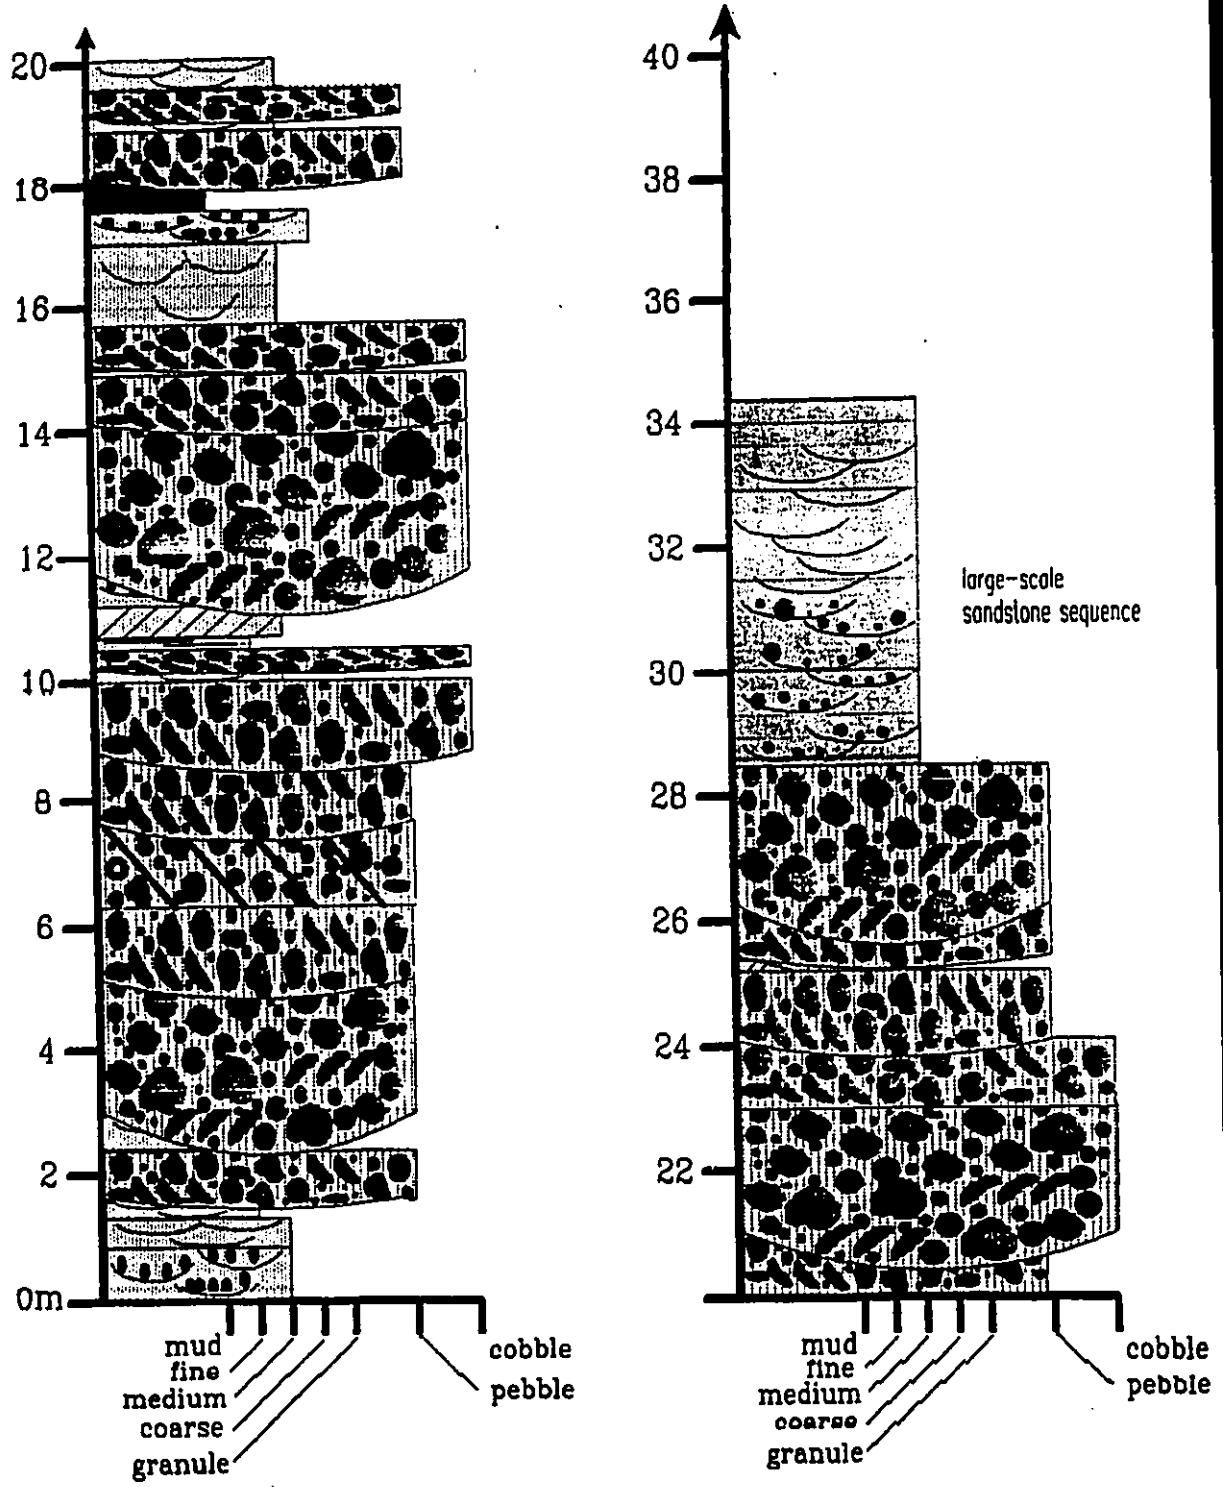 20
18
16
14
12
10
8
6
4
2
0m
mud
fine
medium
coarse
granule
cobble
pebble
40
38
36
34
32
30
28
26
24
22
large-scale
sandstone sequence
mud
fine
medium
coarse
granule
cobble
pebble